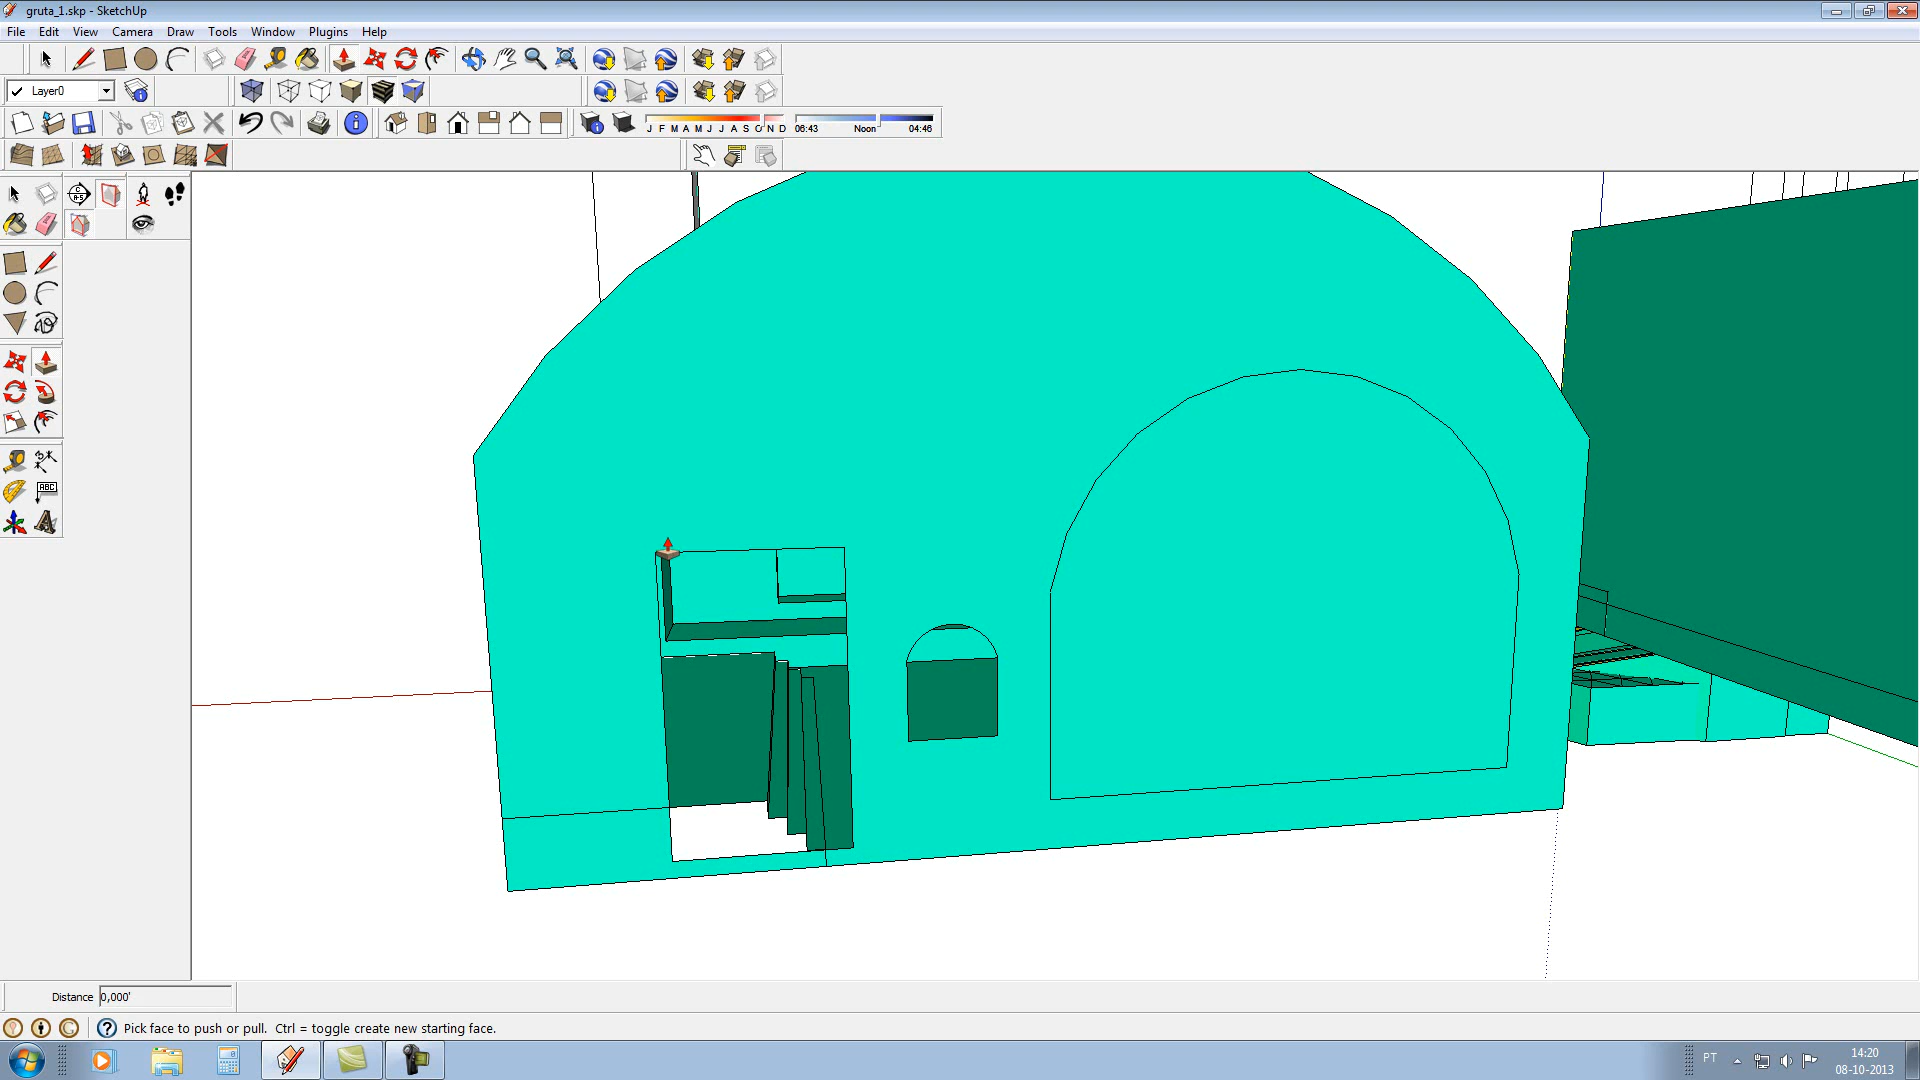 gruta_1.skp - SketchUp
File Edit View Camera Draw Tools Window Plugins Help
Layer0
J F M A M J J A S O N D 06:43 Noon 04:46
C
A-5
ABC
A
Distance 0,000'
Pick face to push or pull. Ctrl = toggle create new starting face.
PT
14:20
08-10-2013